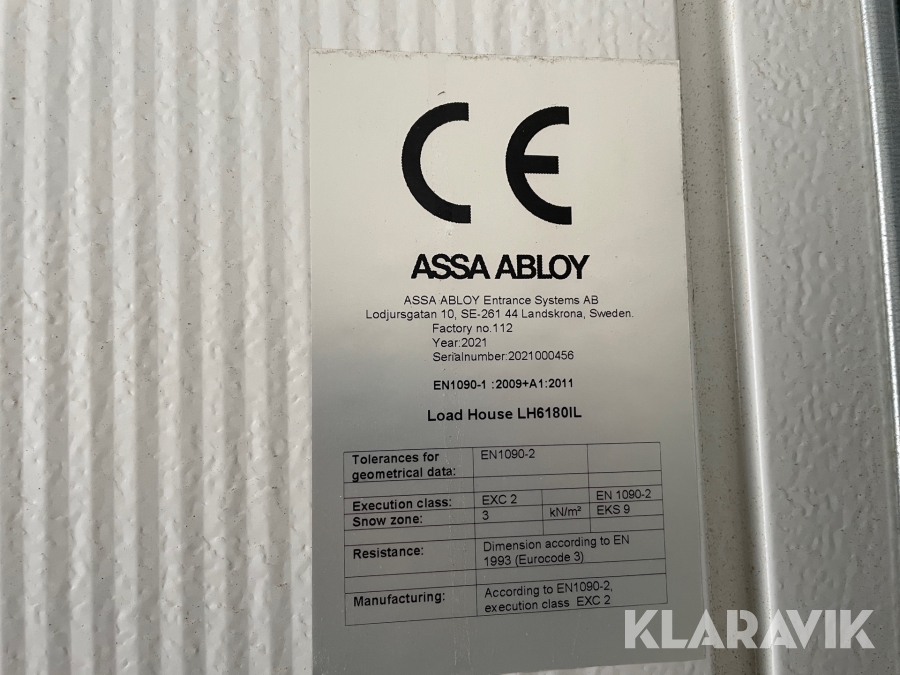 CE
ASSA ABLOY
ASSA ABLOY Entrance Systems AB
Lodjursgatan 10, SE-261 44 Landskrona, Sweden.
Factory no.112
Year:2021
Serialnumber:2021000456
EN1090-1 :2009+A1:2011
Load House LH6180IL
Tolerances for geometrical data: EN1090-2
Execution class: EXC 2 EN 1090-2
Snow zone: 3 kN/m² EKS 9
Resistance: Dimension according to EN 1993 (Eurocode 3)
Manufacturing: According to EN1090-2, execution class EXC 2
KLARAVIK